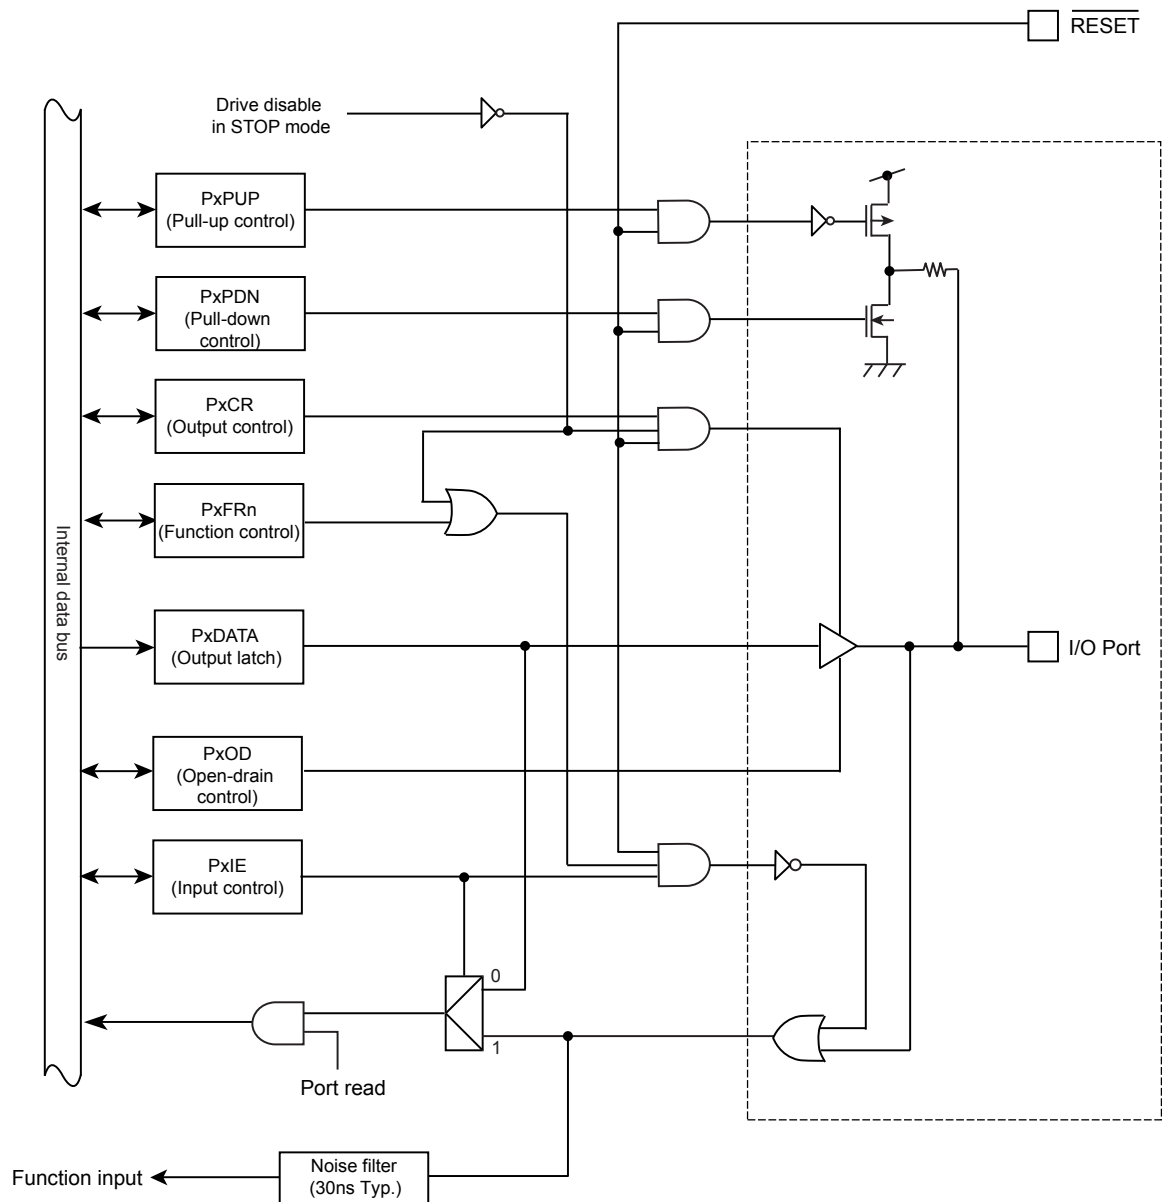 RESET
Drive disable
in STOP mode
PxPUP
(Pull-up control)
PxPDN
(Pull-down
control)
PxCR
(Output control)
PxFRn
(Function control)
Internal data bus
PxDATA
(Output latch)
I/O Port
PxOD
(Open-drain
control)
PxIE
(Input control)
0
1
Port read
Function input
Noise filter
(30ns Typ.)